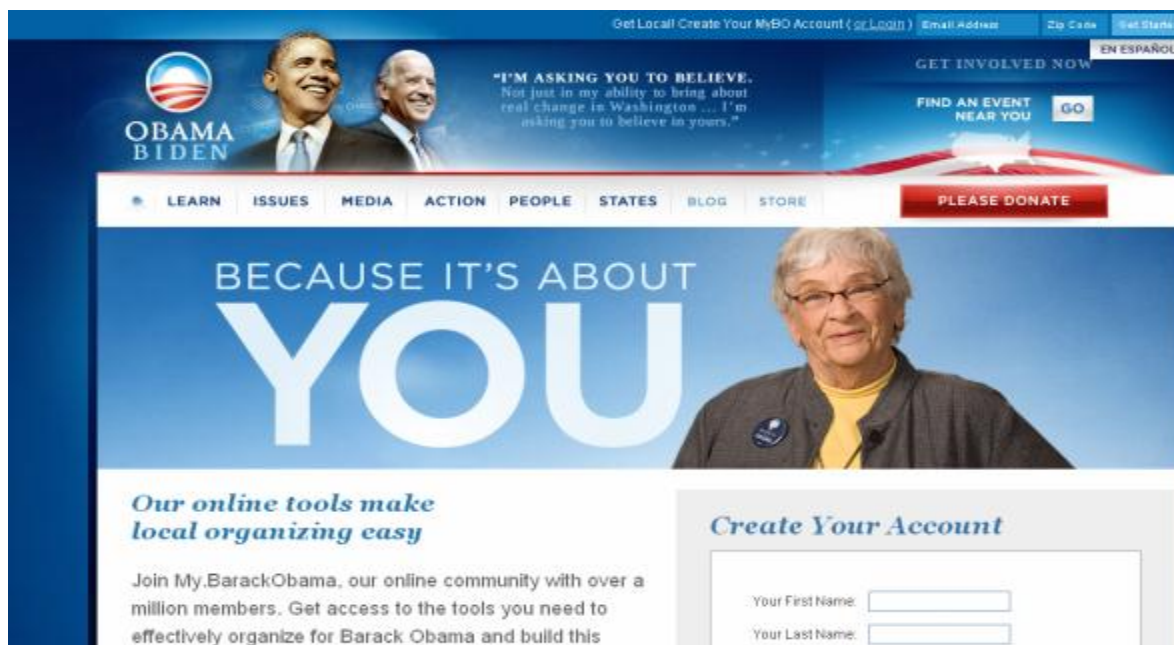 Get Local! Create Your MyBO Account ( or Login ) Email Address Zip Code Get Starte
EN ESPAÑOL
OBAMA
BIDEN
"I'M ASKING YOU TO BELIEVE.
Not just in my ability to bring about
real change in Washington ... I'm
asking you to believe in yours."
GET INVOLVED NOW
FIND AN EVENT
NEAR YOU
GO
LEARN ISSUES MEDIA ACTION PEOPLE STATES BLOG STORE
PLEASE DONATE
BECAUSE IT'S ABOUT
YOU
Our online tools make
local organizing easy
Join My.BarackObama, our online community with over a
million members. Get access to the tools you need to
effectively organize for Barack Obama and build this
Create Your Account
Your First Name:
Your Last Name: